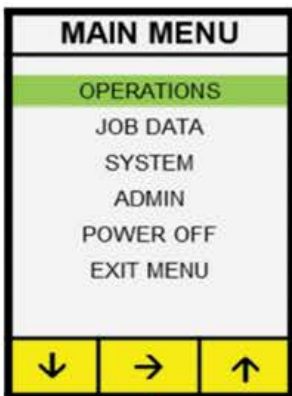 MAIN MENU
OPERATIONS
JOB DATA
SYSTEM
ADMIN
POWER OFF
EXIT MENU
↓ → ↑